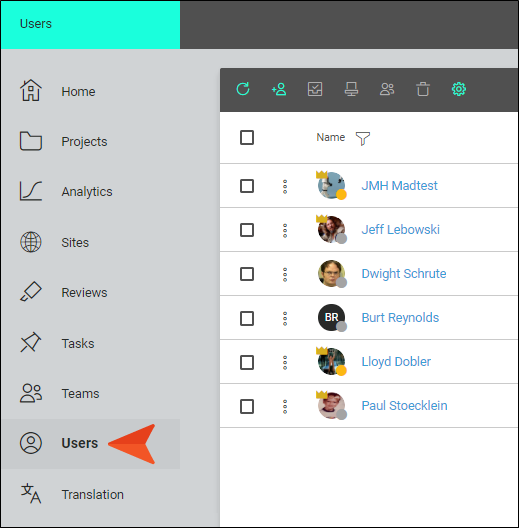 Users
Home
Projects
Analytics
Sites
Reviews
Tasks
Teams
Users
Translation
Name
JMH Madtest
Jeff Lebowski
Dwight Schrute
BR Burt Reynolds
Lloyd Dobler
Paul Stoecklein